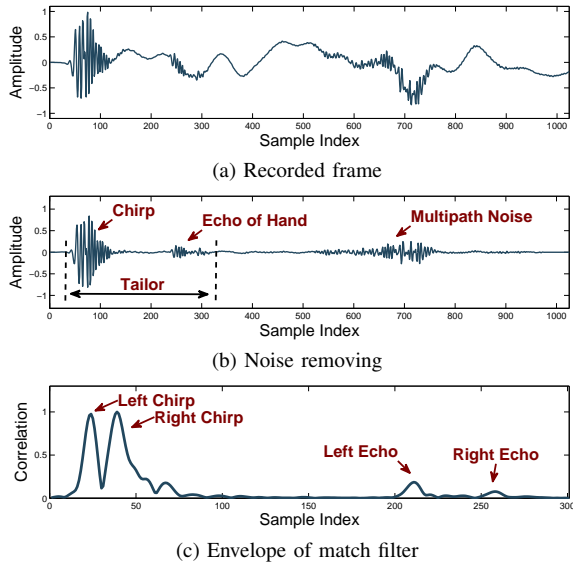 Amplitude
1
0.5
0
−0.5
−1
0 100 200 300 400 500 600 700 800 900 1000
Sample Index
(a) Recorded frame
Amplitude
1
0.5
0
−0.5
−1
Chirp
Echo of Hand
Multipath Noise
Tailor
0 100 200 300 400 500 600 700 800 900 1000
Sample Index
(b) Noise removing
Correlation
1
0.5
0
Left Chirp
Right Chirp
Left Echo
Right Echo
0 50 100 150 200 250 300
Sample Index
(c) Envelope of match filter